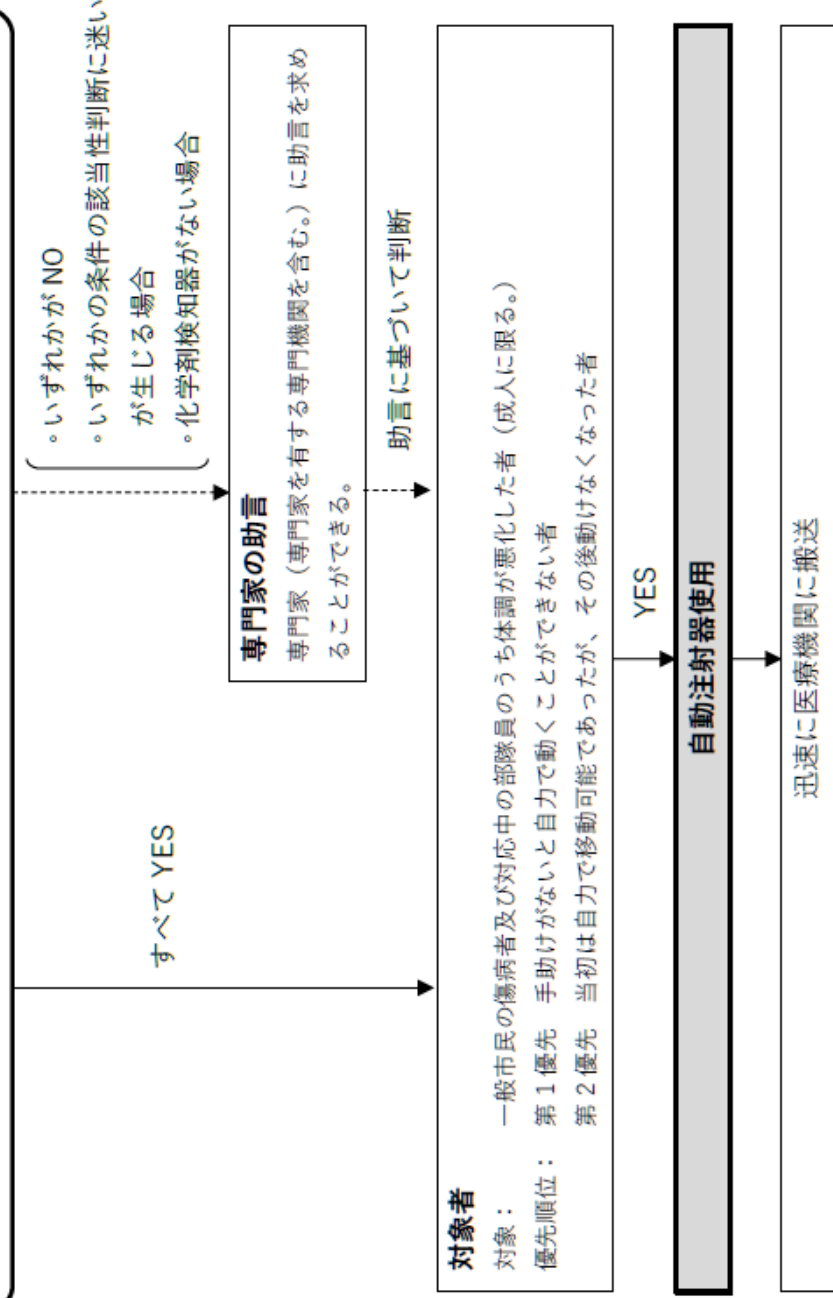 すべて YES
・いずれかが NO
・いずれかの条件の該当性判断に迷い
が生じる場合
・化学剤検知器がない場合
専門家の助言
専門家（専門家を有する専門機関を含む。）に助言を求め
ることができる。
助言に基づいて判断
対象者
対象： 一般市民の傷病者及び対応中の部隊員のうち体調が悪化した者（成人に限る。）
優先順位： 第１優先 手助けがないと自力で動くことができない者
第２優先 当初は自力で移動可能であったが、その後動けなくなった者
YES
自動注射器使用
迅速に医療機関に搬送